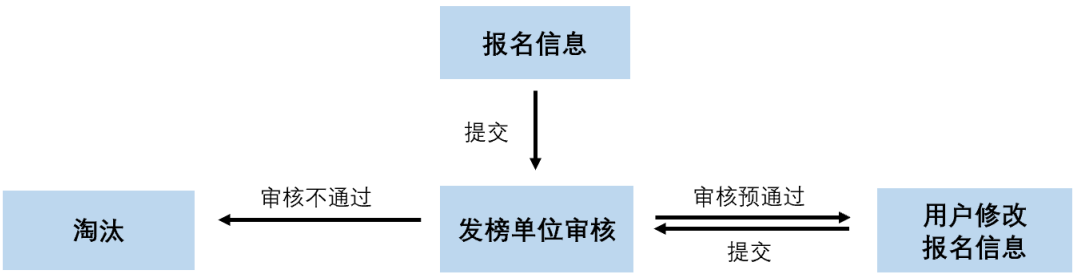 报名信息
提交
审核不通过
审核预通过
淘汰
发榜单位审核
用户修改
报名信息
提交